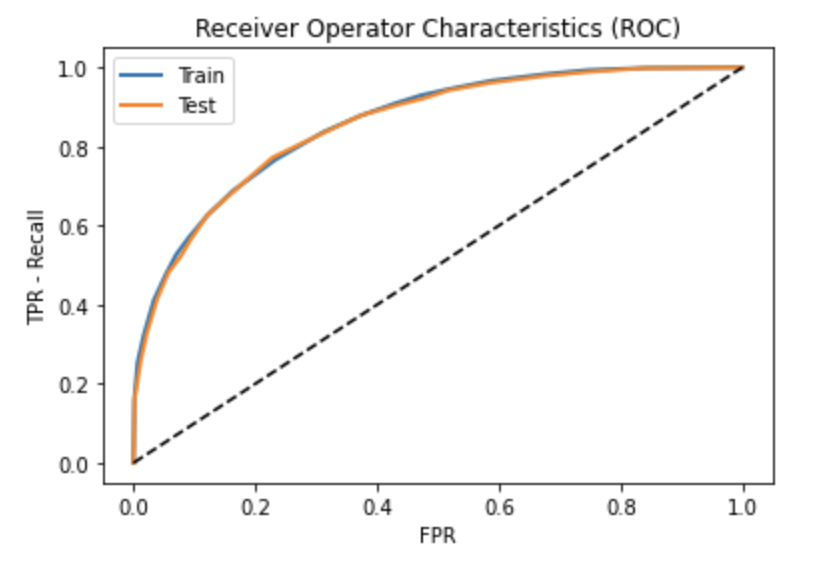 Receiver Operator Characteristics (ROC)
1.0
Train
Test
0.8
0.6
0.4
0.2
0.0
TPR - Recall
0.0 0.2 0.4 0.6 0.8 1.0
FPR